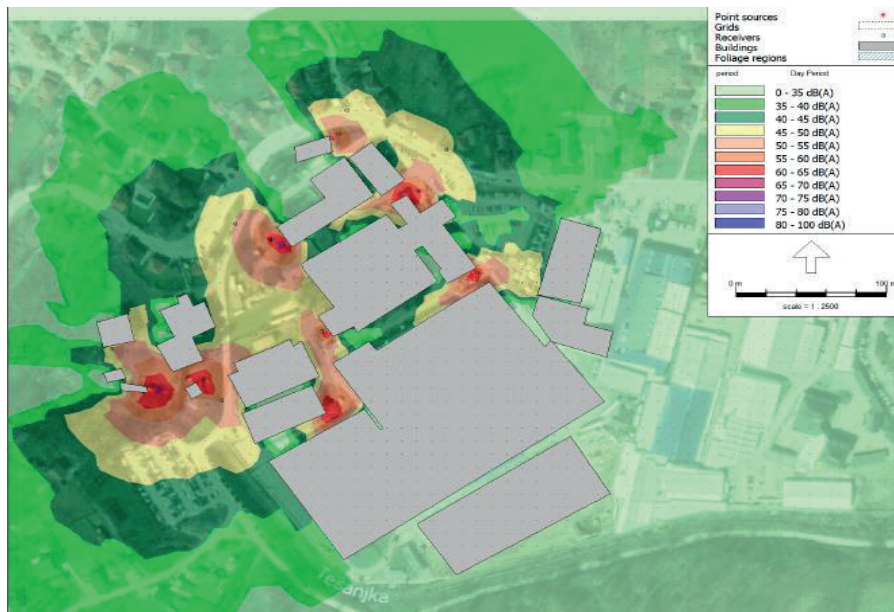 Point sources
Grids
Receivers
Buildings
Foliage regions
period Day Period
0 - 35 dB(A)
35 - 40 dB(A)
40 - 45 dB(A)
45 - 50 dB(A)
50 - 55 dB(A)
55 - 60 dB(A)
60 - 65 dB(A)
65 - 70 dB(A)
70 - 75 dB(A)
75 - 80 dB(A)
80 - 100 dB(A)
0 m 100
scale = 1 : 2500
Tešanjka